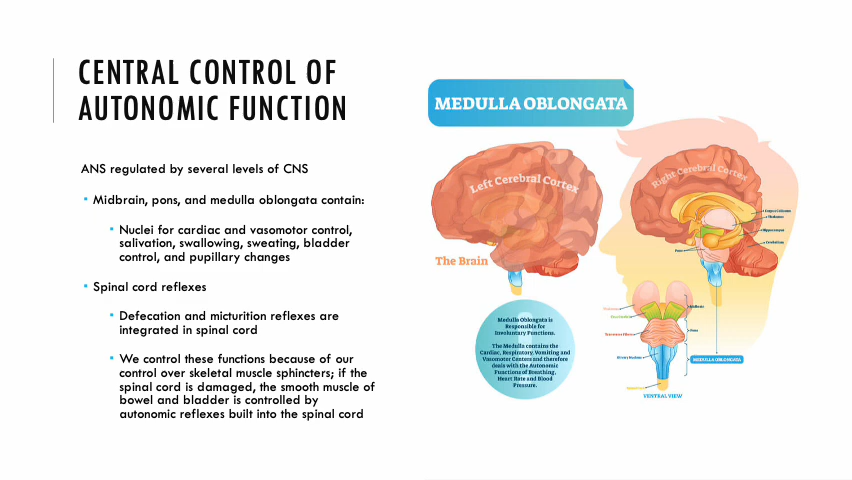 CENTRAL CONTROL OF
AUTONOMIC FUNCTION
ANS regulated by several levels of CNS
Midbrain, pons, and medulla oblongata contain:
Nuclei for cardiac and vasomotor control,
salivation, swallowing, sweating, bladder
control, and pupillary changes
Spinal cord reflexes
Defecation and micturition reflexes are
integrated in spinal cord
We control these functions because of our
control over skeletal muscle sphincters; if the
spinal cord is damaged, the smooth muscle of
bowel and bladder is controlled by
autonomic reflexes built into the spinal cord
MEDULLA OBLONGATA
Left Cerebral Cortex
Right Cerebral Cortex
Corpus Callosum
Thalamus
Hippocampus
Cerebellum
Pons
The Brain
Medulla Oblongata is
Responsible for
Involuntary Functions.
The Medulla contains the
Cardiac, Respiratory, Vomiting and
Vasomotor Centers and therefore
deals with the Autonomic
Functions of Breathing,
Heart Rate and Blood
Pressure.
Pons
MEDULLA OBLONGATA
VENTRAL VIEW